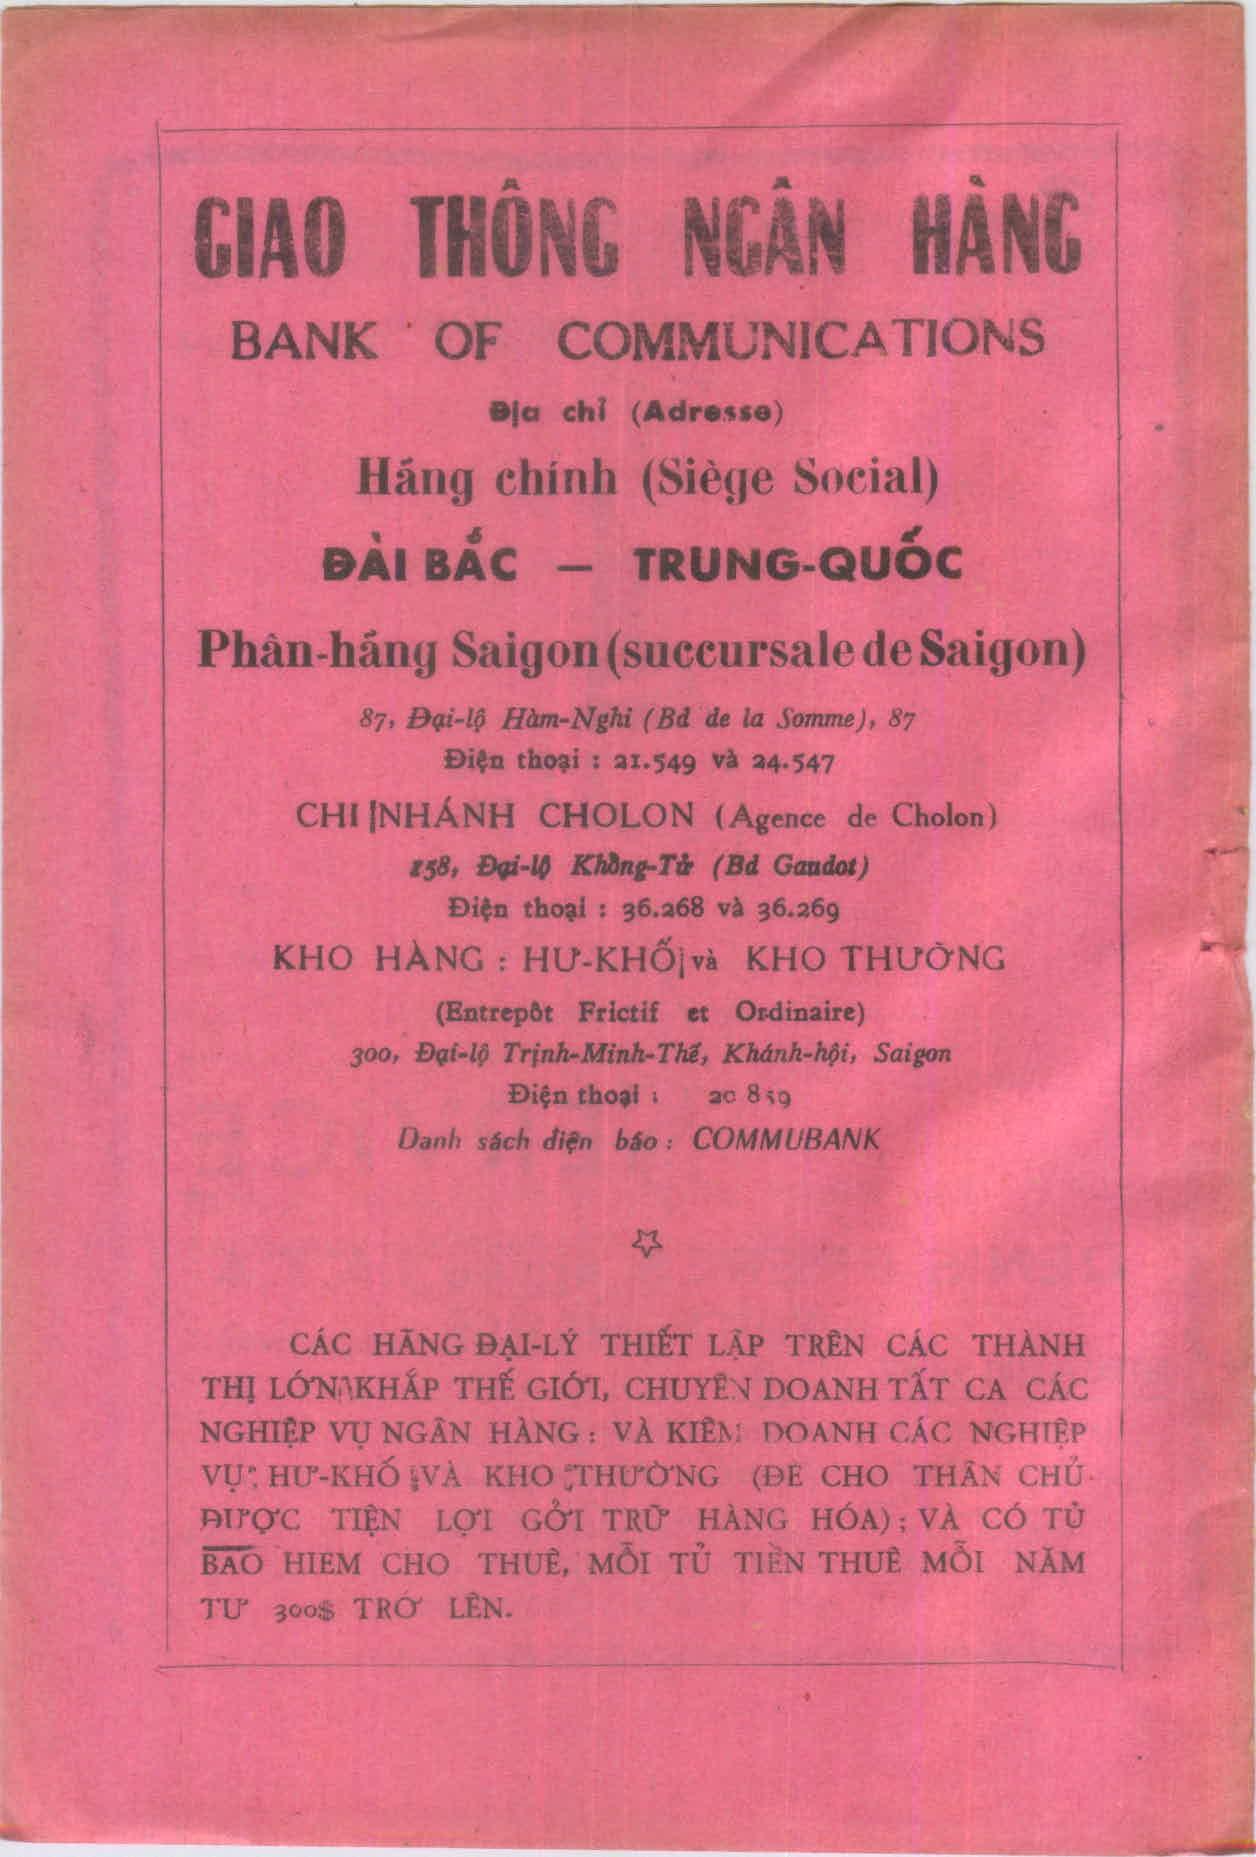 GIAO THÔNG NGÂN HÀNG
BANK OF COMMUNICATIONS
Địa chỉ (Adresse)
Hãng chính (Siège Social)
ĐÀI BẮC — TRUNG-QUỐC
Phân-hãng Saigon (succursale de Saigon)
87, Đại-lộ Hàm-Nghi (Bd de la Somme), 87
Điện thoại : 21.549 và 24.547
CHI NHÁNH CHOLON (Agence de Cholon)
158, Đại-lộ Khổng-Tử (Bd Gaudot)
Điện thoại : 36.268 và 36.269
KHO HÀNG : HƯ-KHỐ và KHO THƯỜNG
(Entrepôt Frictif et Ordinaire)
300, Đại-lộ Trịnh-Minh-Thế, Khánh-hội, Saigon
Điện thoại :
Danh sách điện báo : COMMUBANK
CÁC HÃNG ĐẠI-LÝ THIẾT LẬP TRÊN CÁC THÀNH
THỊ LỚN KHẮP THẾ GIỚI, CHUYÊN DOANH TẤT CA CÁC
NGHIỆP VỤ NGÂN HÀNG : VÀ KIÊM DOANH CÁC NGHIỆP
VỤ : HƯ-KHỐ VÀ KHO THƯỜNG (ĐE CHO THÂN CHỦ
ĐƯỢC TIỆN LỢI GỞI TRỮ HÀNG HÓA) ; VÀ CÓ TỦ
BAO HIEM CHO THUÊ, MỖI TỦ TIỀN THUÊ MỖI NĂM
TƯ 300$ TRỞ LÊN.